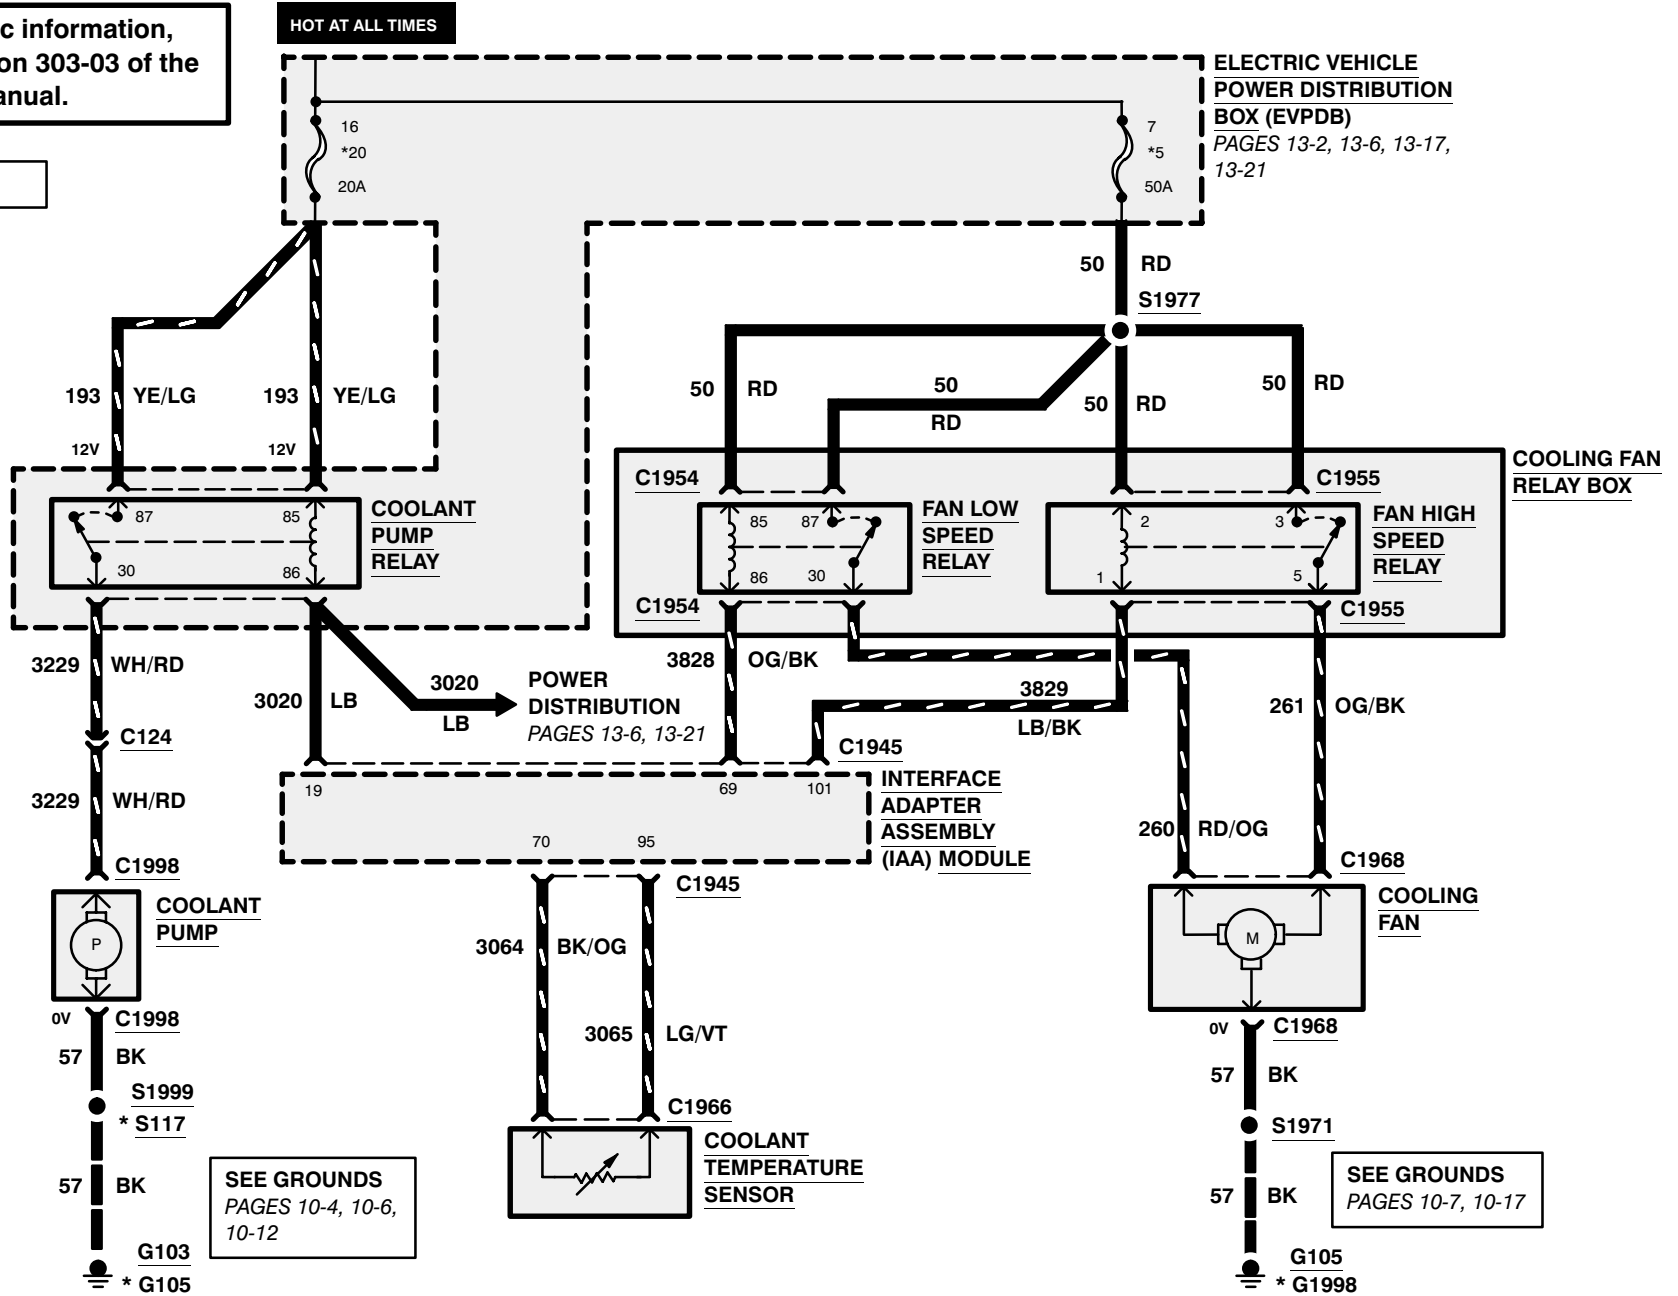 c information,
on 303-03 of the
anual.
HOT AT ALL TIMES
ELECTRIC VEHICLE
POWER DISTRIBUTION
BOX (EVPDB)
PAGES 13-2, 13-6, 13-17,
13-21
16
*20
20A
7
*5
50A
50 RD
S1977
193 YE/LG
193 YE/LG
12V
12V
50 RD
50
RD
50 RD
50 RD
COOLING FAN
RELAY BOX
C1954
C1955
87
85
30
86
COOLANT
PUMP
RELAY
85
87
86
30
FAN LOW
SPEED
RELAY
2
3
1
5
FAN HIGH
SPEED
RELAY
C1954
C1955
3229 WH/RD
3020 LB
3020
LB
POWER
DISTRIBUTION
PAGES 13-6, 13-21
3828 OG/BK
3829
LB/BK
261 OG/BK
C124
C1945
3229 WH/RD
19
69
101
70
95
INTERFACE
ADAPTER
ASSEMBLY
(IAA) MODULE
260 RD/OG
C1998
C1968
C1945
COOLANT
PUMP
P
COOLING
FAN
M
3064 BK/OG
3065 LG/VT
0V
C1998
57 BK
0V
C1968
57 BK
S1999
* S117
C1966
S1971
COOLANT
TEMPERATURE
SENSOR
57 BK
SEE GROUNDS
PAGES 10-4, 10-6,
10-12
57 BK
SEE GROUNDS
PAGES 10-7, 10-17
G103
* G105
G105
* G1998